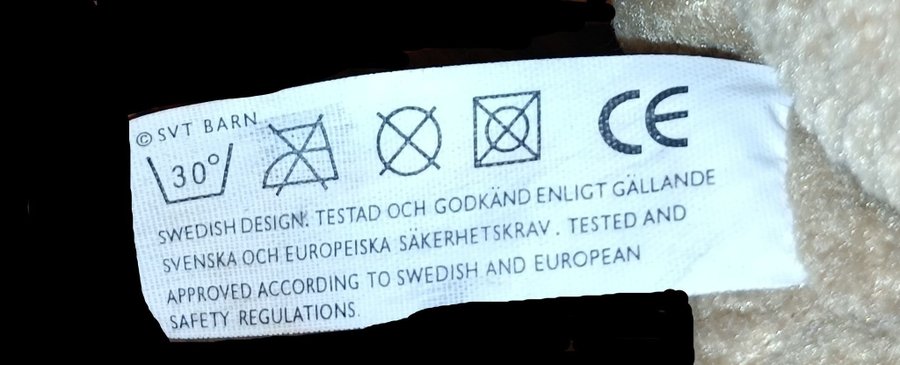 © SVT BARN
30°
CE
SWEDISH DESIGN. TESTAD OCH GODKÄND ENLIGT GÄLLANDE
SVENSKA OCH EUROPEISKA SÄKERHETSKRAV. TESTED AND
APPROVED ACCORDING TO SWEDISH AND EUROPEAN
SAFETY REGULATIONS.